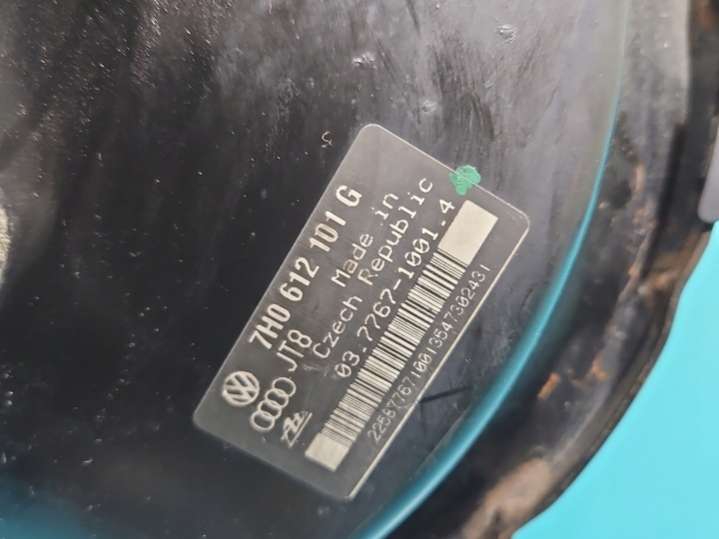 7H0 612 101 G
JT8 Made in
Czech Republic
03.7767-1001.4
2258776710013547302431